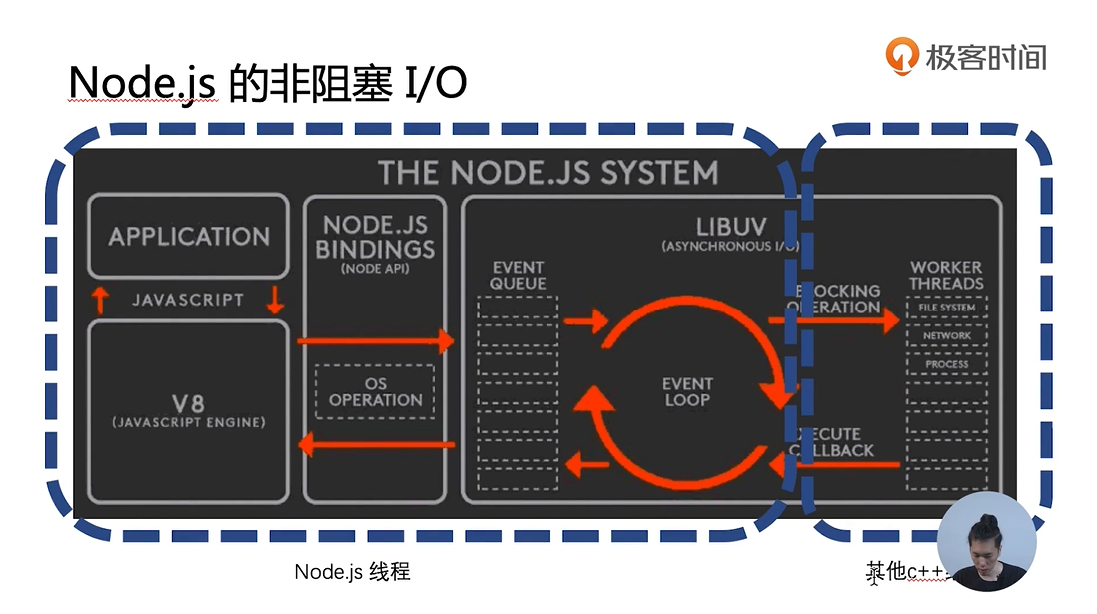 极客时间
Node.js 的非阻塞 I/O
THE NODE.JS SYSTEM
APPLICATION
JAVASCRIPT
V8
(JAVASCRIPT ENGINE)
NODE.JS
BINDINGS
(NODE API)
OS
OPERATION
LIBUV
(ASYNCHRONOUS I/O)
EVENT
QUEUE
EVENT
LOOP
BLOCKING
OPERATION
EXECUTE
CALLBACK
WORKER
THREADS
FILE SYSTEM
NETWORK
PROCESS
Node.js 线程
其他c++